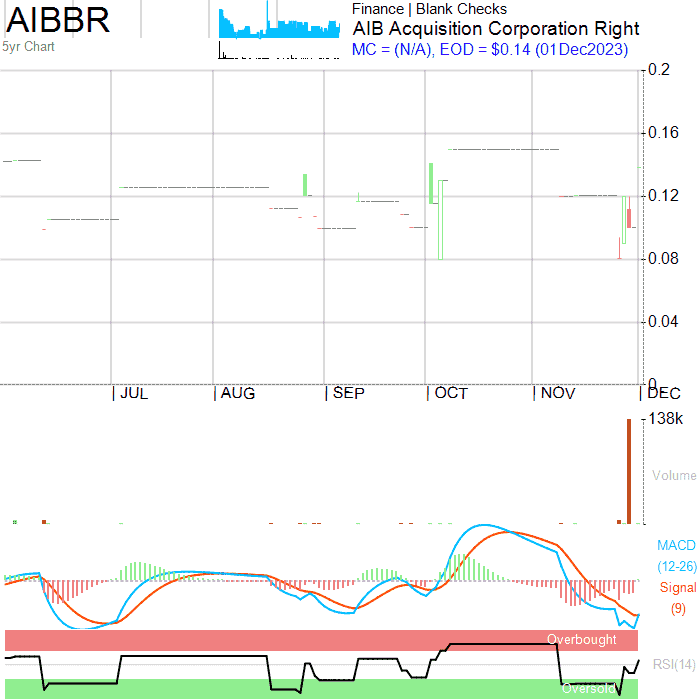 AIBBR
5yr Chart
Finance | Blank Checks
AIB Acquisition Corporation Right
MC = (N/A), EOD = $0.14 (01Dec2023)
0.2
0.16
0.12
0.08
0.04
0
| JUL | AUG | SEP | OCT | NOV | DEC
138k
Volume
MACD
(12-26)
Signal
(9)
Overbought
RSI(14)
Oversold